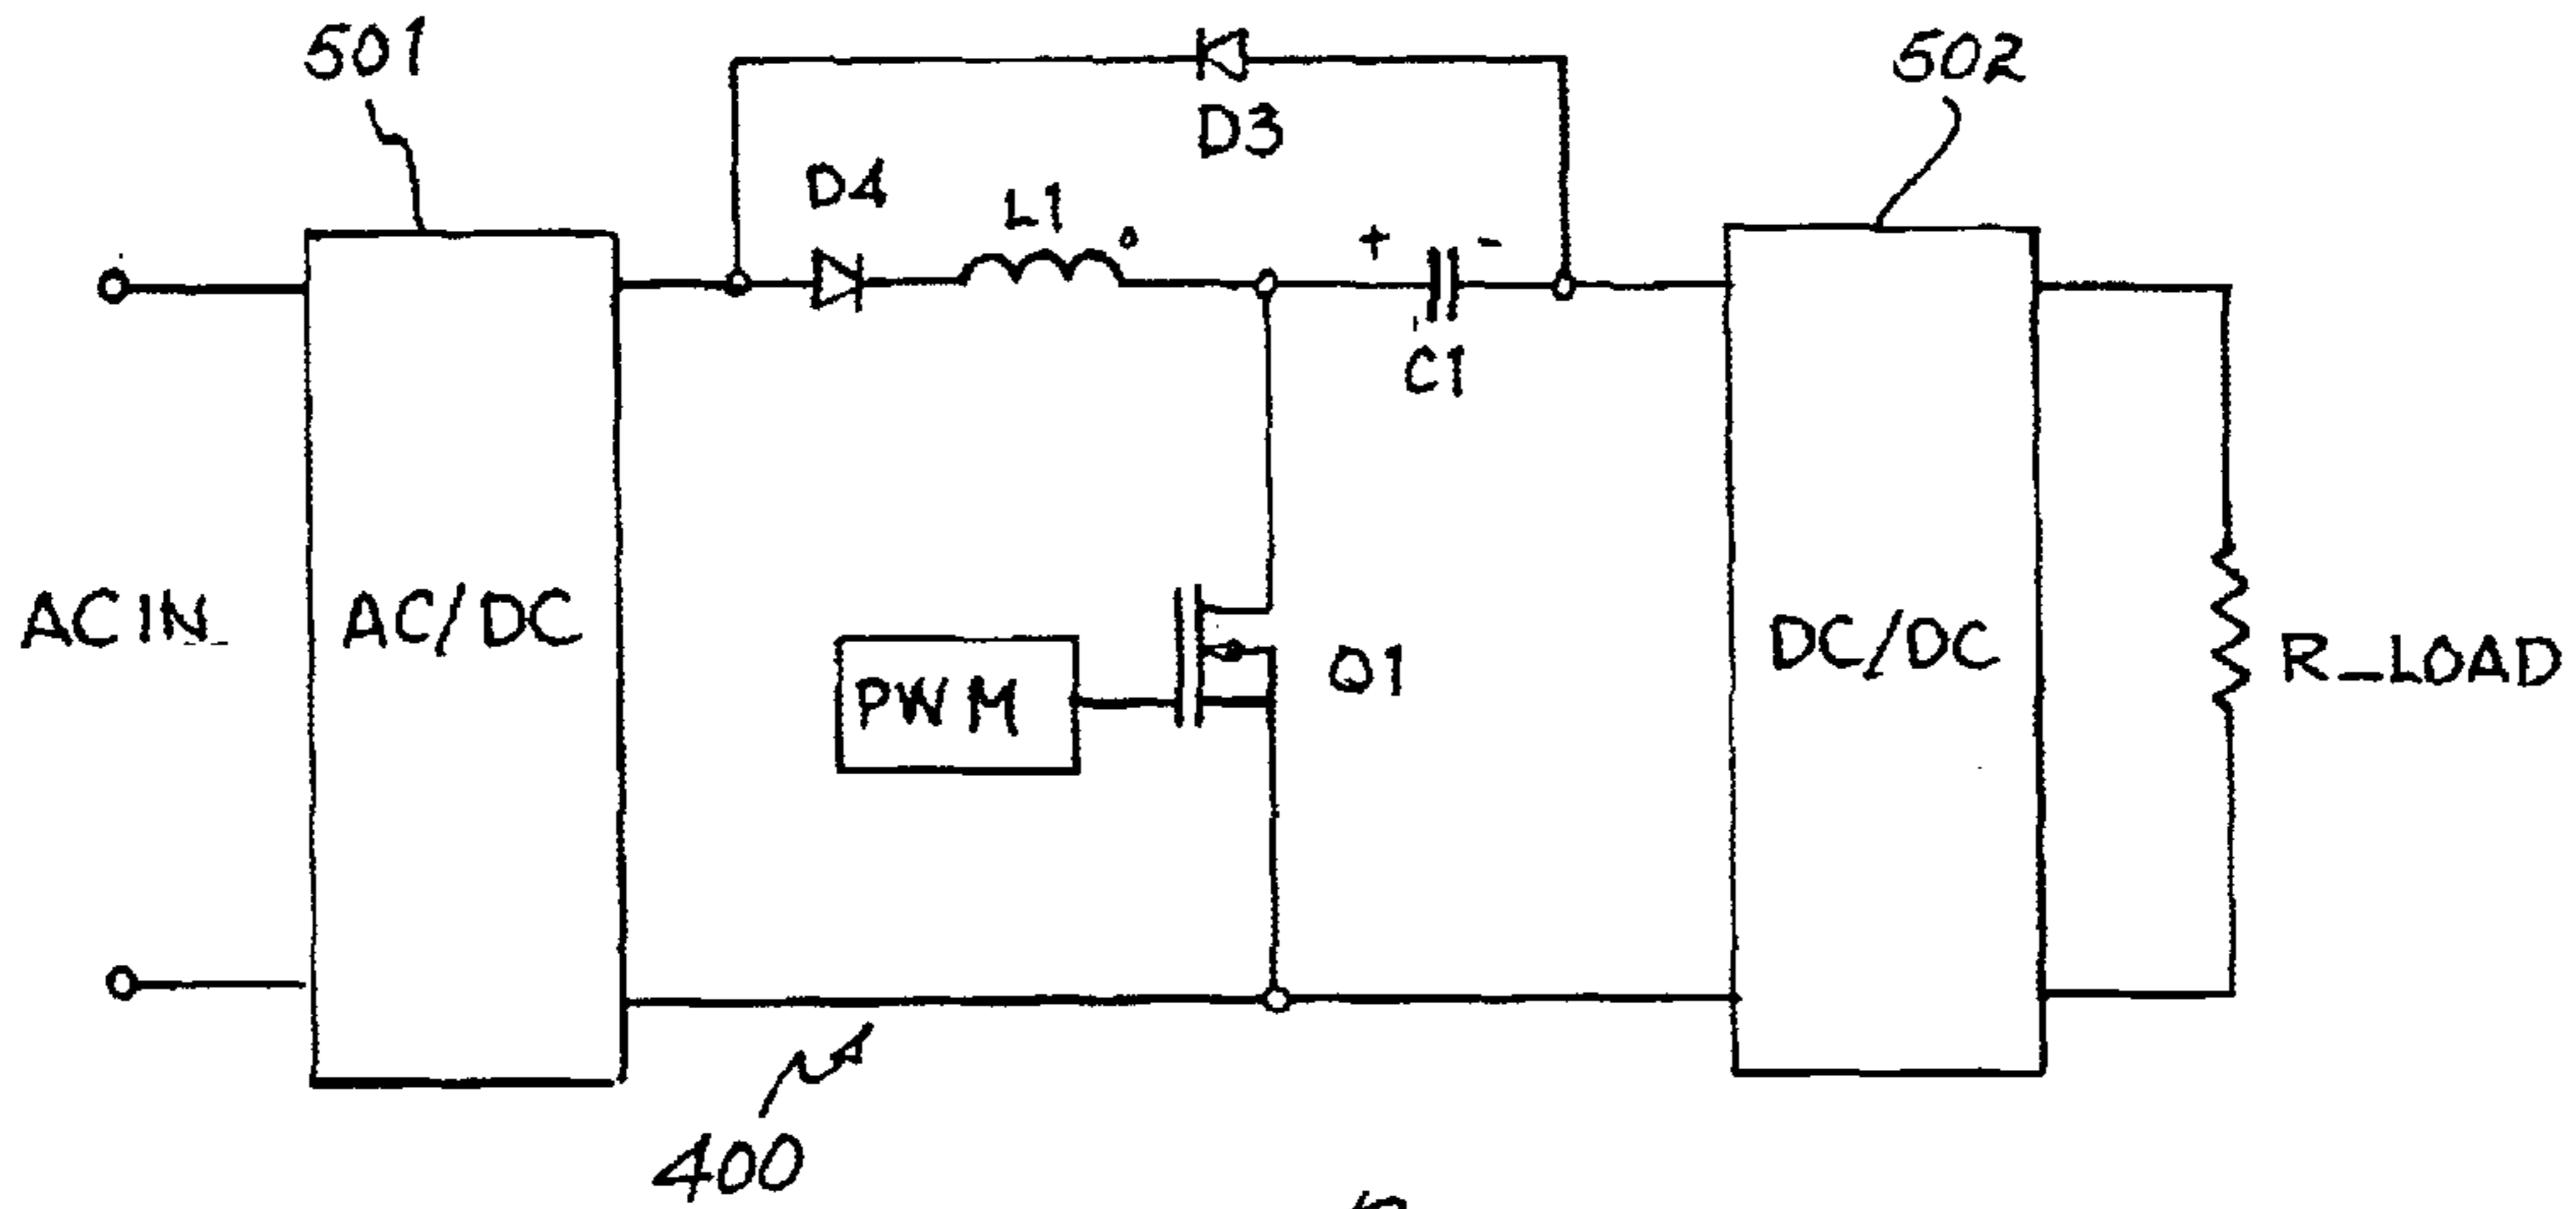 501
502
D3
D4
L1
+ -
C1
AC IN
AC/DC
PWM
Q1
DC/DC
R_LOAD
400